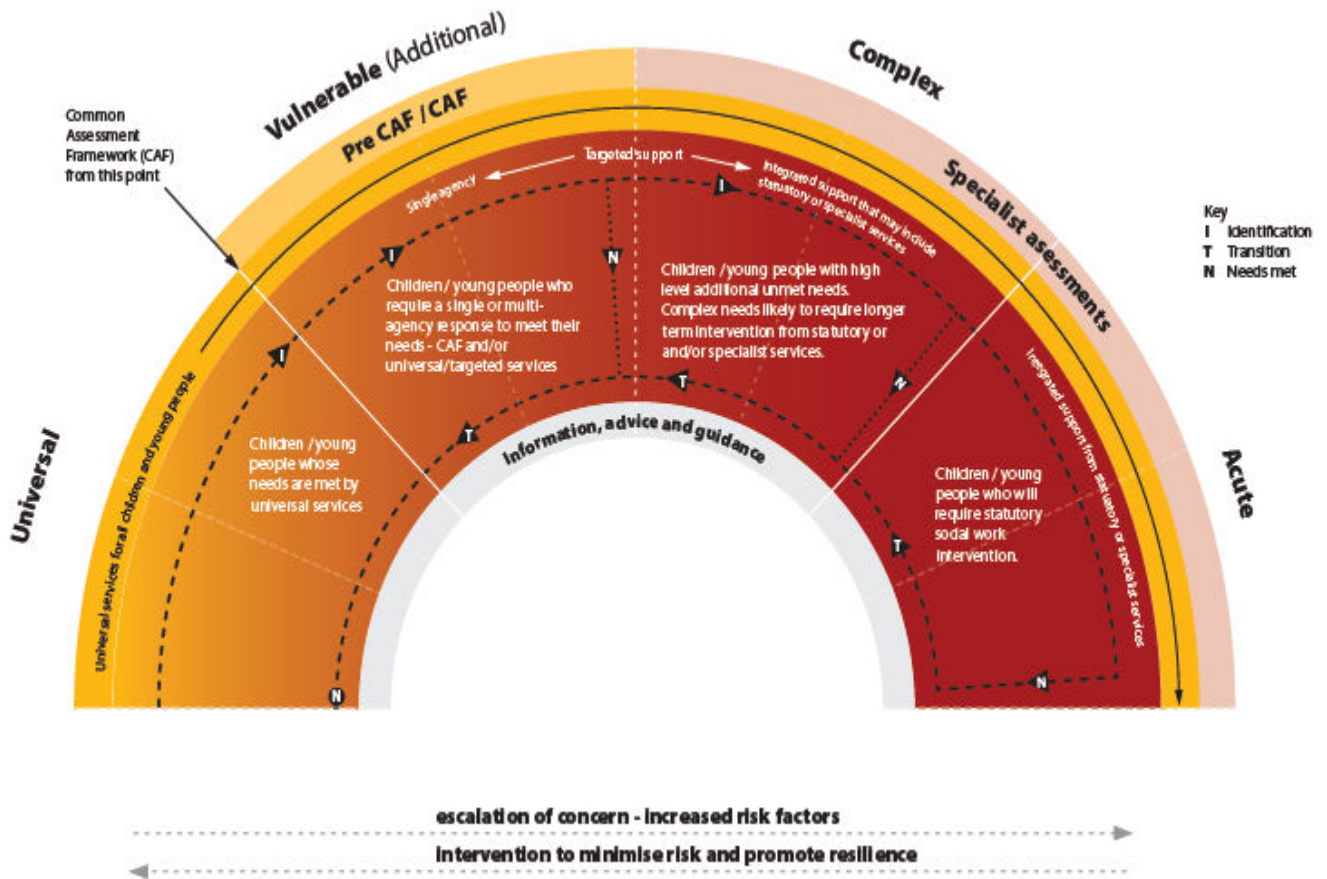 Vulnerable (Additional)
Complex
Common
Assessment
Framework (CAF)
from this point
Pre CAF / CAF
Targeted support
Single agency
Integrated support that may include
statuatory or specialist services
Specialist assessments
Key
I Identification
T Transition
N Needs met
I
I
N
Children / young people who
require a single or multi-
agency response to meet their
needs - CAF and/or
universal/targeted services
Children / young people with high
level additional unmet needs.
Complex needs likely to require longer
term intervention from statutory or
and/or specialist services.
I
T
N
T
Information, advice and guidance
Universal
Universal services for all children and young people
Children / young
people whose
needs are met by
universal services
Children / young
people who will
require statutory
social work
intervention.
Integrated support from statuatory or specialist services
Acute
T
N
N
escalation of concern - increased risk factors
intervention to minimise risk and promote resilience